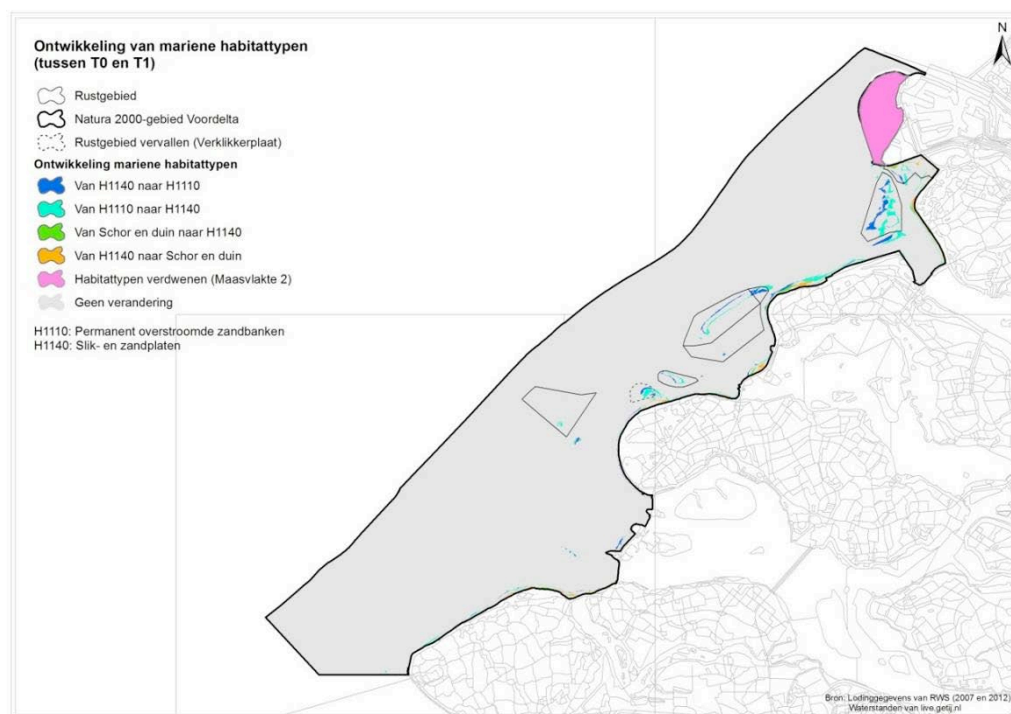 Ontwikkeling van mariene habitattypen
(tussen T0 en T1)
N
Rustgebied
Natura 2000-gebied Voordelta
Rustgebied vervallen (Verklikkerplaat)
Ontwikkeling mariene habitattypen
Van H1140 naar H1110
Van H1110 naar H1140
Van Schor en duin naar H1140
Van H1140 naar Schor en duin
Habitattypen verdwenen (Maasvlakte 2)
Geen verandering
H1110: Permanent overstroomde zandbanken
H1140: Slik- en zandplaten
Bron: Lodinggegevens van RWS (2007 en 2012)
Waterstanden van live.getij.nl